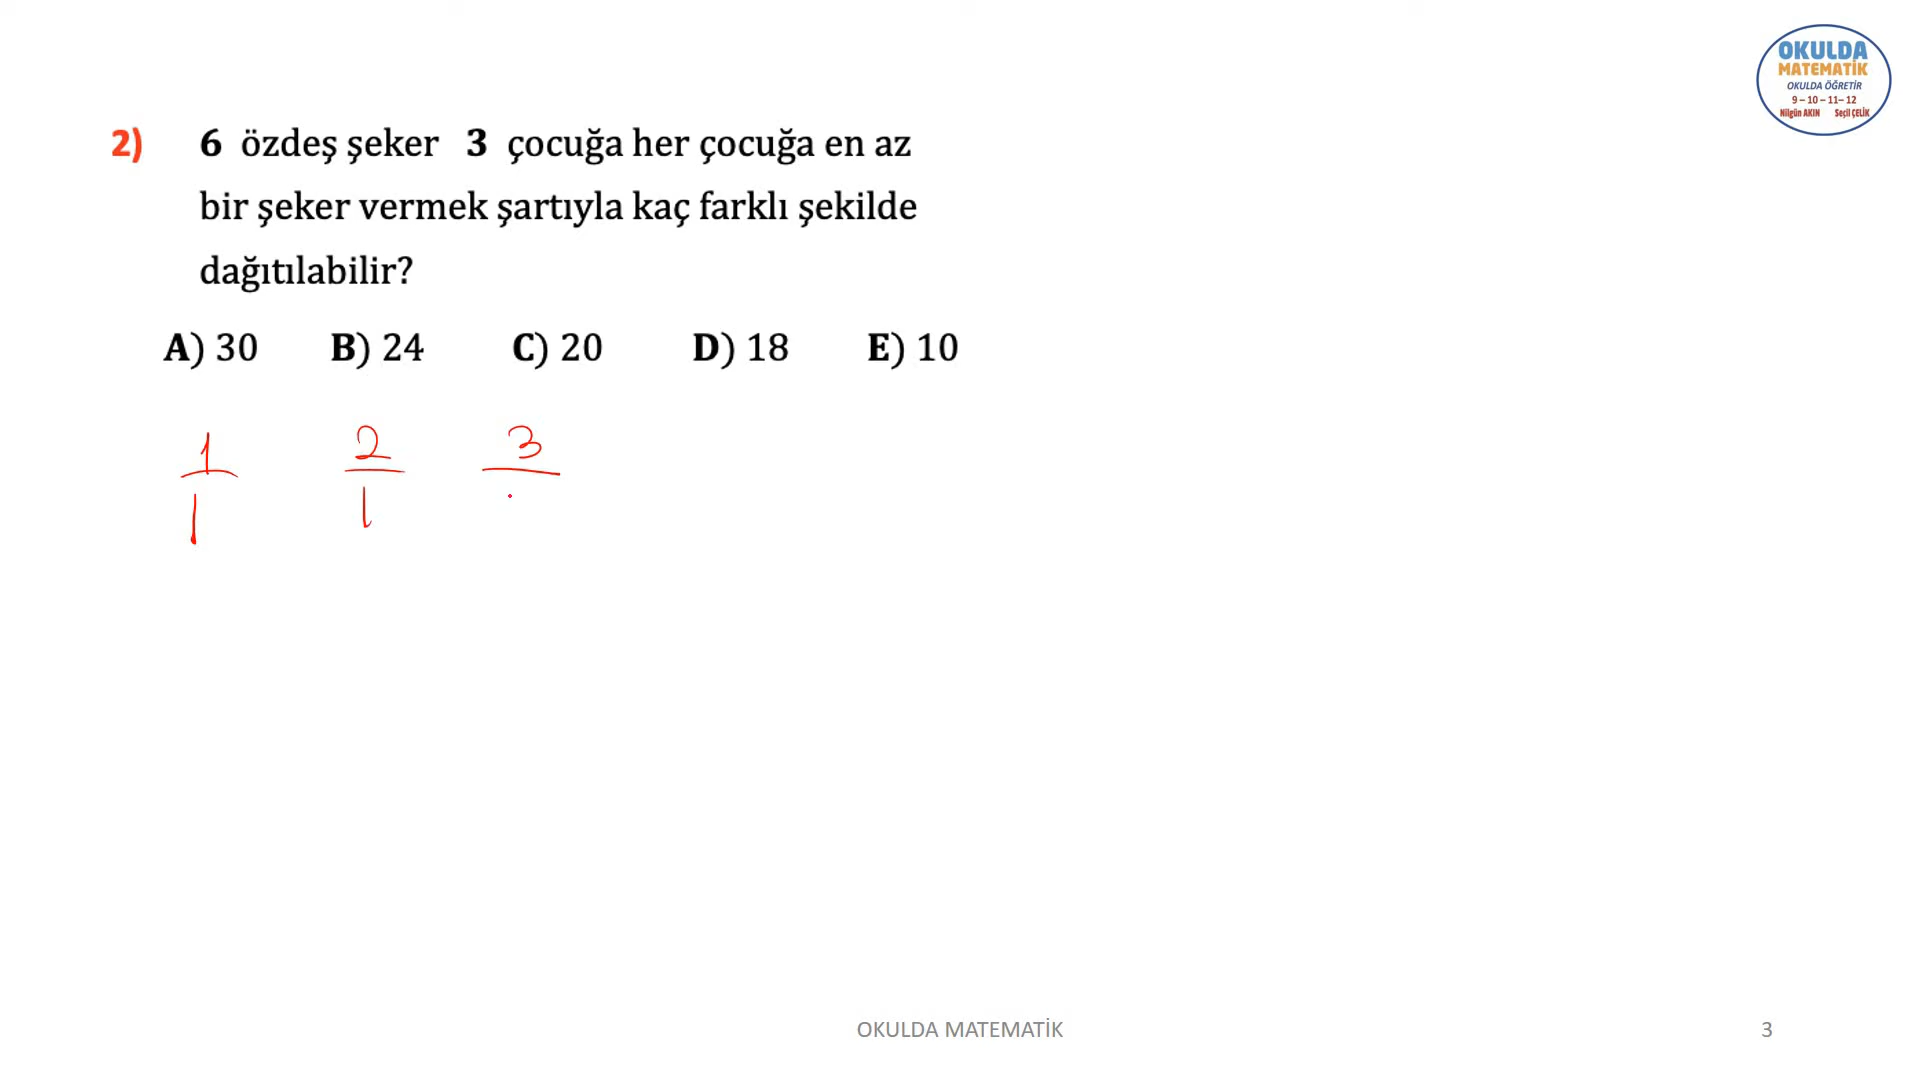 OKULDA
MATEMATİK
OKULDA ÖĞRETİR
9 – 10 – 11– 12
Nilgün AKIN Seçil ÇELİK
2) 6 özdeş şeker 3 çocuğa her çocuğa en az
bir şeker vermek şartıyla kaç farklı şekilde
dağıtılabilir?
A) 30 B) 24 C) 20 D) 18 E) 10
1 2 3
1 1
OKULDA MATEMATİK 3